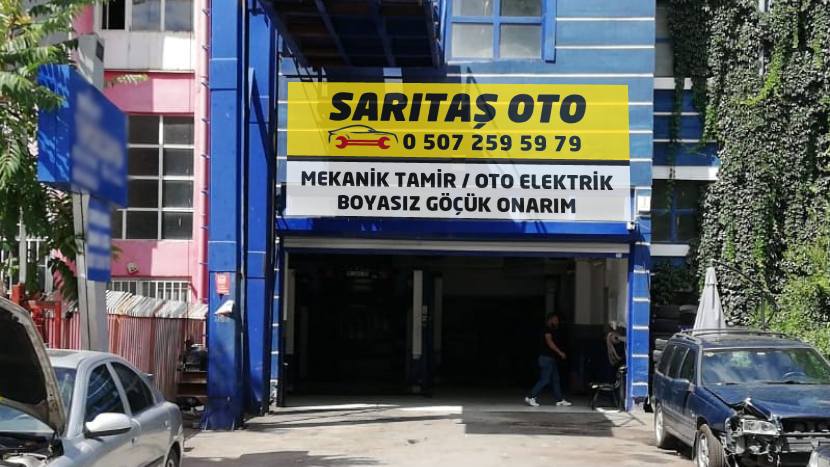 SARITAŞ OTO
0 507 259 59 79
MEKANİK TAMİR / OTO ELEKTRİK
BOYASIZ GÖÇÜK ONARIM